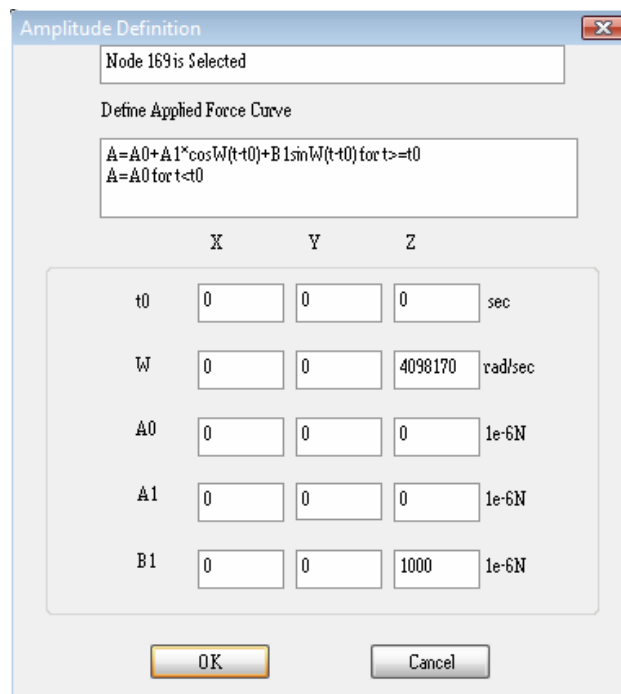 Amplitude Definition
Node 169 is Selected
Define Applied Force Curve
A=A0+A1*cosW(t-t0)+B1sinW(t-t0) for t>=t0
A=A0 for t<t0
X Y Z
t0 0 0 0 sec
W 0 0 4098170 rad/sec
A0 0 0 0 1e-6N
A1 0 0 0 1e-6N
B1 0 0 1000 1e-6N
OK Cancel